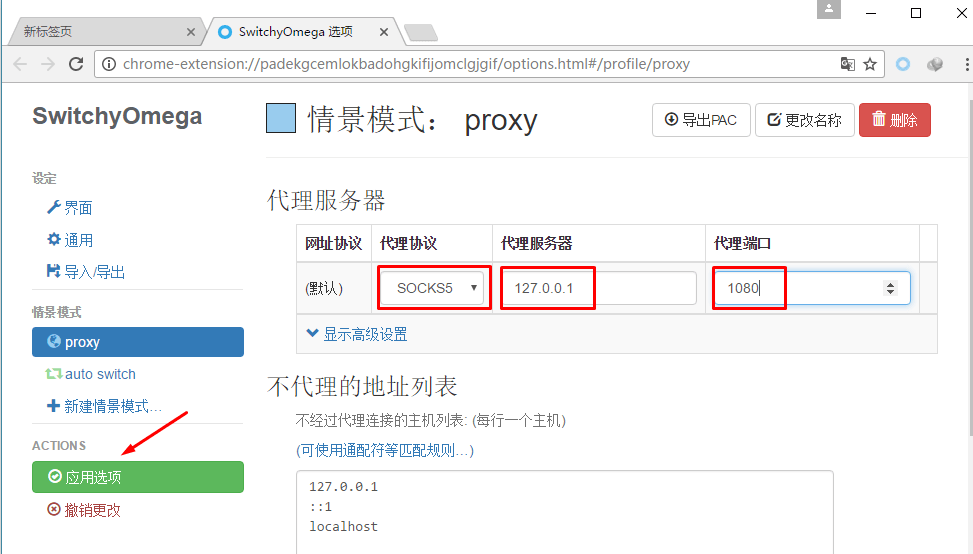 新标签页
SwitchyOmega 选项
chrome-extension://padekgcemlokbadohgkifijomclgjgif/options.html#/profile/proxy
SwitchyOmega
设定
界面
通用
导入/导出
情景模式
proxy
auto switch
新建情景模式…
ACTIONS
应用选项
撤销更改
情景模式： proxy
导出PAC
更改名称
删除
代理服务器
网址协议 代理协议 代理服务器 代理端口
(默认) SOCKS5 127.0.0.1 1080
显示高级设置
不代理的地址列表
不经过代理连接的主机列表: (每行一个主机)
(可使用通配符等匹配规则…)
127.0.0.1
::1
localhost